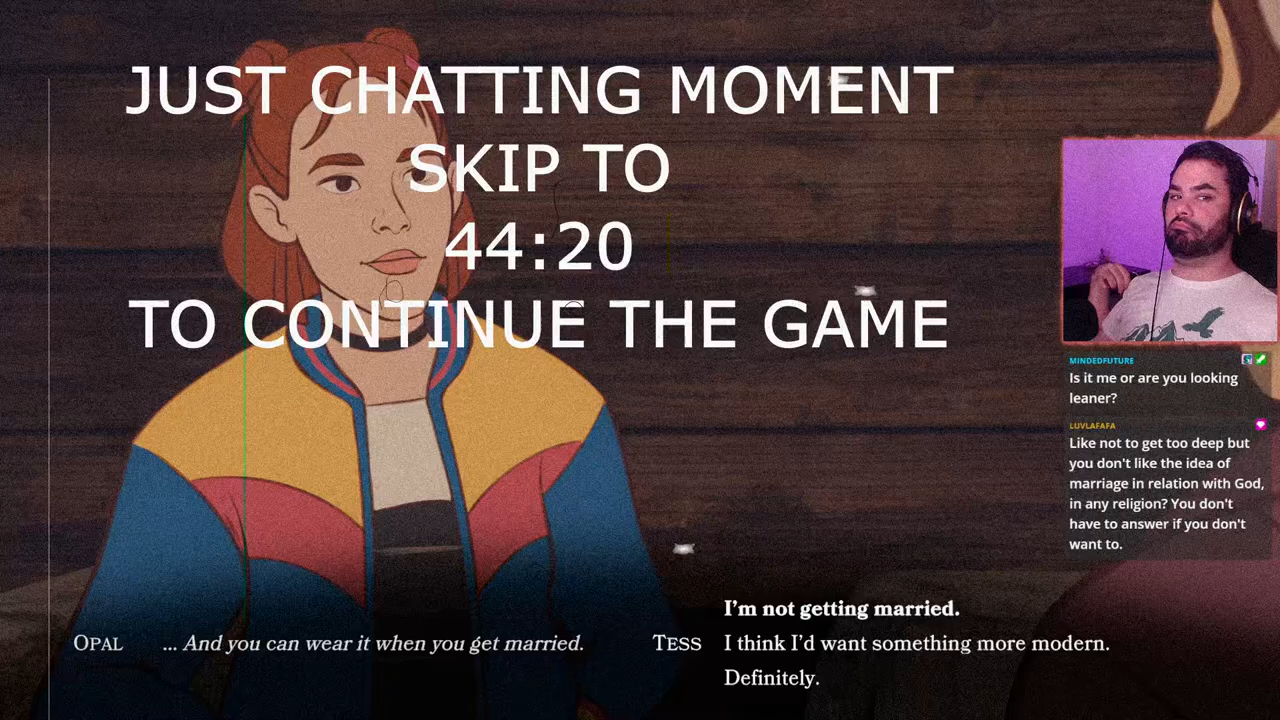 JUST CHATTING MOMENT
SKIP TO
44:20
TO CONTINUE THE GAME
MINDEDFUTURE
Is it me or are you looking
leaner?
LUVLAFAFA
Like not to get too deep but
you don't like the idea of
marriage in relation with God,
in any religion? You don't
have to answer if you don't
want to.
I'm not getting married.
OPAL ... And you can wear it when you get married. TESS I think I'd want something more modern.
Definitely.